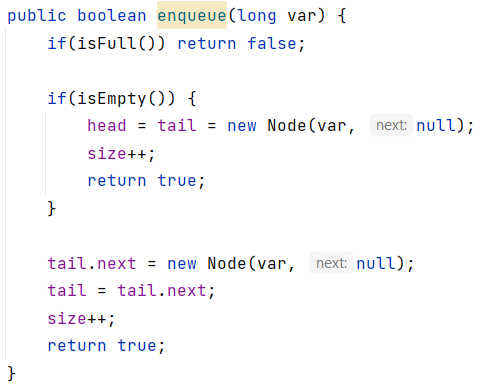 public boolean enqueue(long var) {
    if(isFull()) return false;

    if(isEmpty()) {
        head = tail = new Node(var, next: null);
        size++;
        return true;
    }

    tail.next = new Node(var, next: null);
    tail = tail.next;
    size++;
    return true;
}